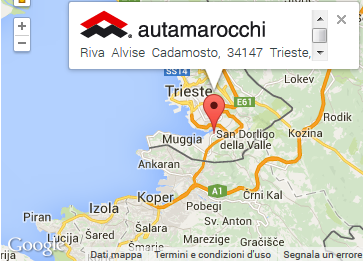 autamarocchi
Riva Alvise Cadamosto, 34147 Trieste,
SS14
Trieste
E61
Lokev
Rodik
Muggia
San Dorligo
della Valle
Kozina
Ankaran
Koper
A1
Črni Kal
Izola
Pobegi
Piran
Sv. Anton
Lucija
Šared
Marezige
Gračišče
Google
Dati mappa
Termini e condizioni d'uso
Segnala un errore